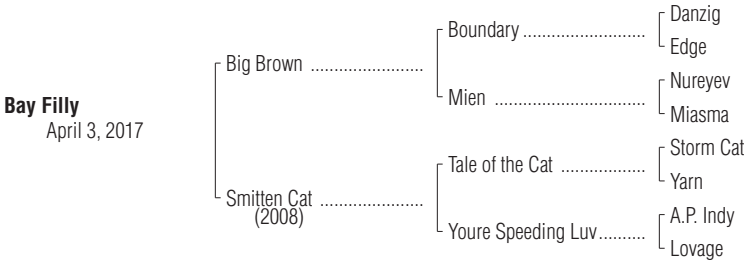 Bay Filly
April 3, 2017
Big Brown ........................
Smitten Cat ......................
(2008)
Boundary ..........................
Mien ................................
Tale of the Cat ..................
Youre Speeding Luv..........
Danzig
Edge
Nureyev
Miasma
Storm Cat
Yarn
A.P. Indy
Lovage